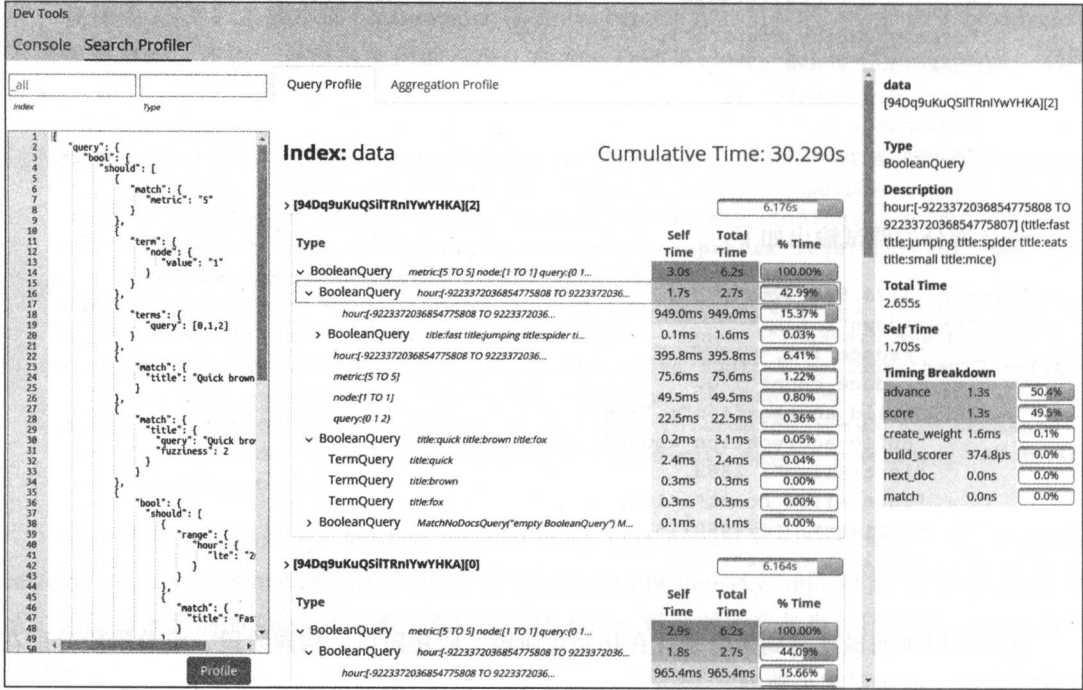 Dev Tools
Console Search Profiler
_all
Index Type
1 {
2 "query": {
3 "bool": {
4 "should": [
5 {
6 "match": {
7 "metric": "5"
8 }
9 },
10 {
11 "term": {
12 "node": {
13 "value": "1"
14 }
15 }
16 },
17 {
18 "terms": {
19 "query": [0,1,2]
20 }
21 },
22 {
23 "match": {
24 "title": "Quick brown
25 }
26 },
27 {
28 "match": {
29 "title": {
30 "query": "Quick bro
31 "fuzziness": 2
32 }
33 }
34 },
35 {
36 "bool": {
37 "should": [
38 {
39 "range": {
40 "hour": {
41 "lte": "2
42 }
43 }
44 },
45 {
46 "match": {
47 "title": "Fas
48 }
49 }
50
Profile
Query Profile Aggregation Profile
Index: data Cumulative Time: 30.290s
[94Dq9uKuQSilTRnIYwYHKA][2] 6.176s
Type Self Time Total Time % Time
BooleanQuery metric:[5 TO 5] node:[1 TO 1] query:{0 1... 3.0s 6.2s 100.00%
BooleanQuery hour:[-9223372036854775808 TO 9223372036... 1.7s 2.7s 42.99%
hour:[-9223372036854775808 TO 9223372036... 949.0ms 949.0ms 15.37%
BooleanQuery title:fast title:jumping title:spider ti... 0.1ms 1.6ms 0.03%
hour:[-9223372036854775808 TO 9223372036... 395.8ms 395.8ms 6.41%
metric:[5 TO 5] 75.6ms 75.6ms 1.22%
node:[1 TO 1] 49.5ms 49.5ms 0.80%
query:{0 1 2} 22.5ms 22.5ms 0.36%
BooleanQuery title:quick title:brown title:fox 0.2ms 3.1ms 0.05%
TermQuery title:quick 2.4ms 2.4ms 0.04%
TermQuery title:brown 0.3ms 0.3ms 0.00%
TermQuery title:fox 0.3ms 0.3ms 0.00%
BooleanQuery MatchNoDocsQuery("empty BooleanQuery") M... 0.1ms 0.1ms 0.00%
[94Dq9uKuQSilTRnIYwYHKA][0] 6.164s
Type Self Time Total Time % Time
BooleanQuery metric:[5 TO 5] node:[1 TO 1] query:{0 1... 2.9s 6.2s 100.00%
BooleanQuery hour:[-9223372036854775808 TO 9223372036... 1.8s 2.7s 44.09%
hour:[-9223372036854775808 TO 9223372036... 965.4ms 965.4ms 15.66%
data
[94Dq9uKuQSilTRnIYwYHKA][2]
Type
BooleanQuery
Description
hour:[-9223372036854775808 TO
9223372036854775807] (title:fast
title:jumping title:spider title:eats
title:small title:mice)
Total Time
2.655s
Self Time
1.705s
Timing Breakdown
advance 1.3s 50.4%
score 1.3s 49.5%
create_weight 1.6ms 0.1%
build_scorer 374.8µs 0.0%
next_doc 0.0ns 0.0%
match 0.0ns 0.0%